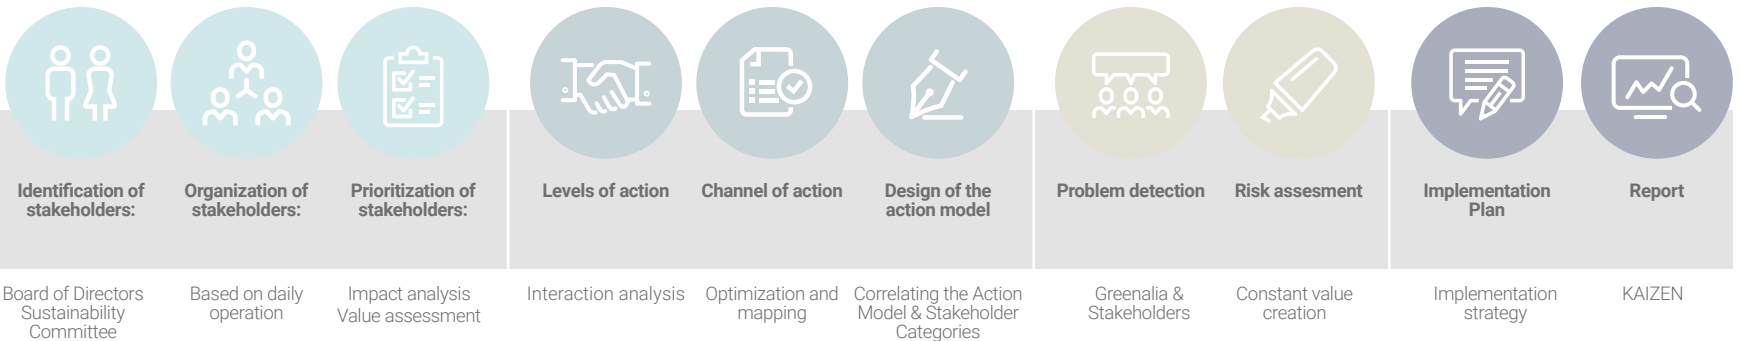 Identification of
stakeholders:
Organization of
stakeholders:
Prioritization of
stakeholders:
Levels of action
Channel of action
Design of the
action model
Problem detection
Risk assesment
Implementation
Plan
Report
Board of Directors
Sustainability
Committee
Based on daily
operation
Impact analysis
Value assessment
Interaction analysis
Optimization and
mapping
Correlating the Action
Model & Stakeholder
Categories
Greenalia &
Stakeholders
Constant value
creation
Implementation
strategy
KAIZEN